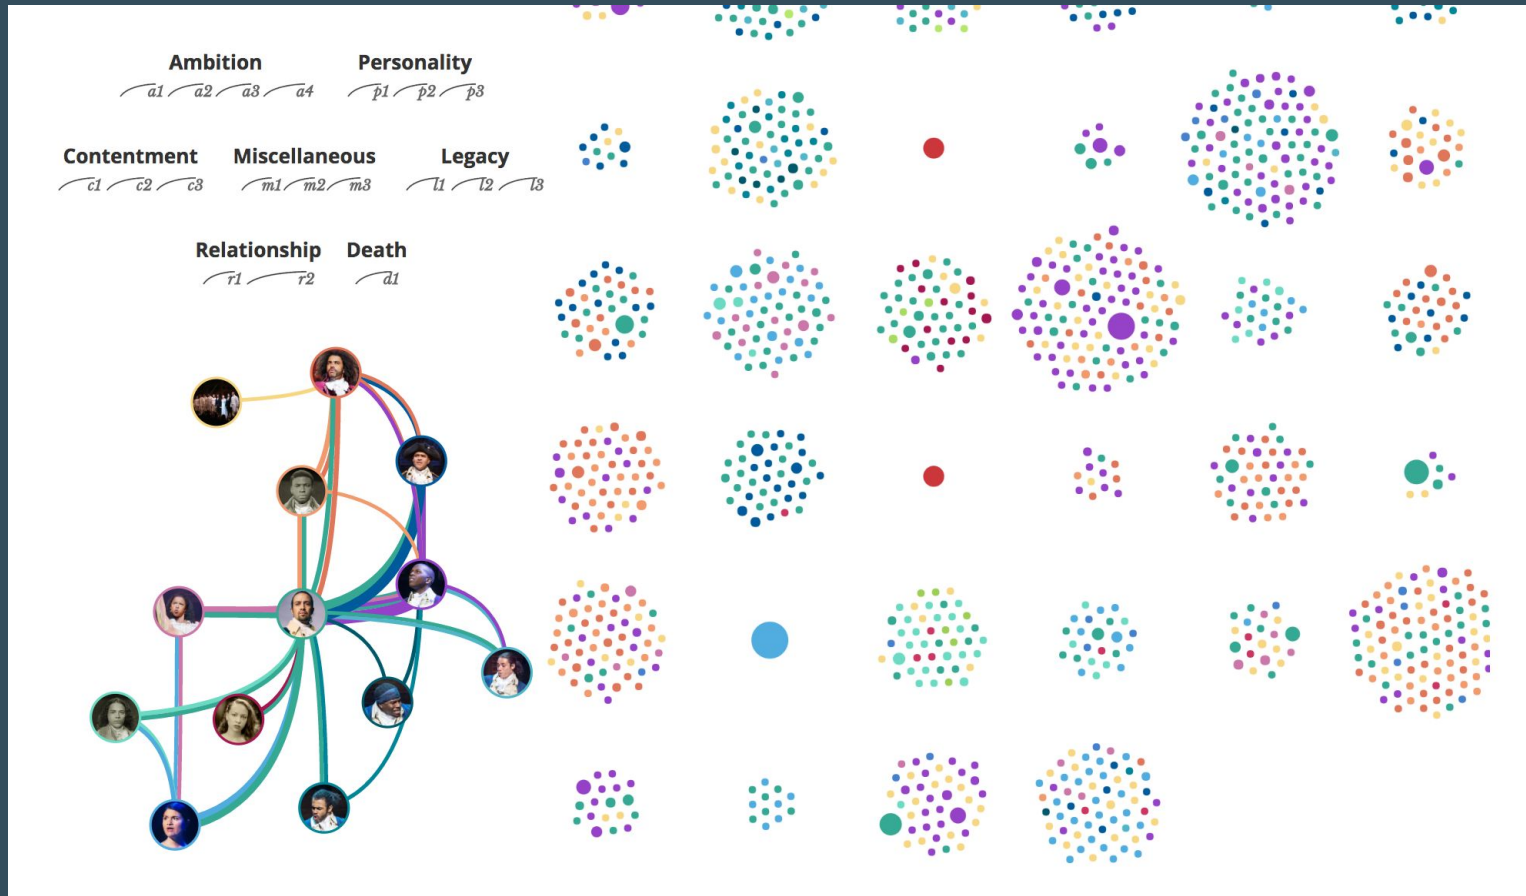 Ambition Personality
a1 a2 a3 a4 p1 p2 p3
Contentment Miscellaneous Legacy
c1 c2 c3 m1 m2 m3 l1 l2 l3
Relationship Death
r1 r2 d1